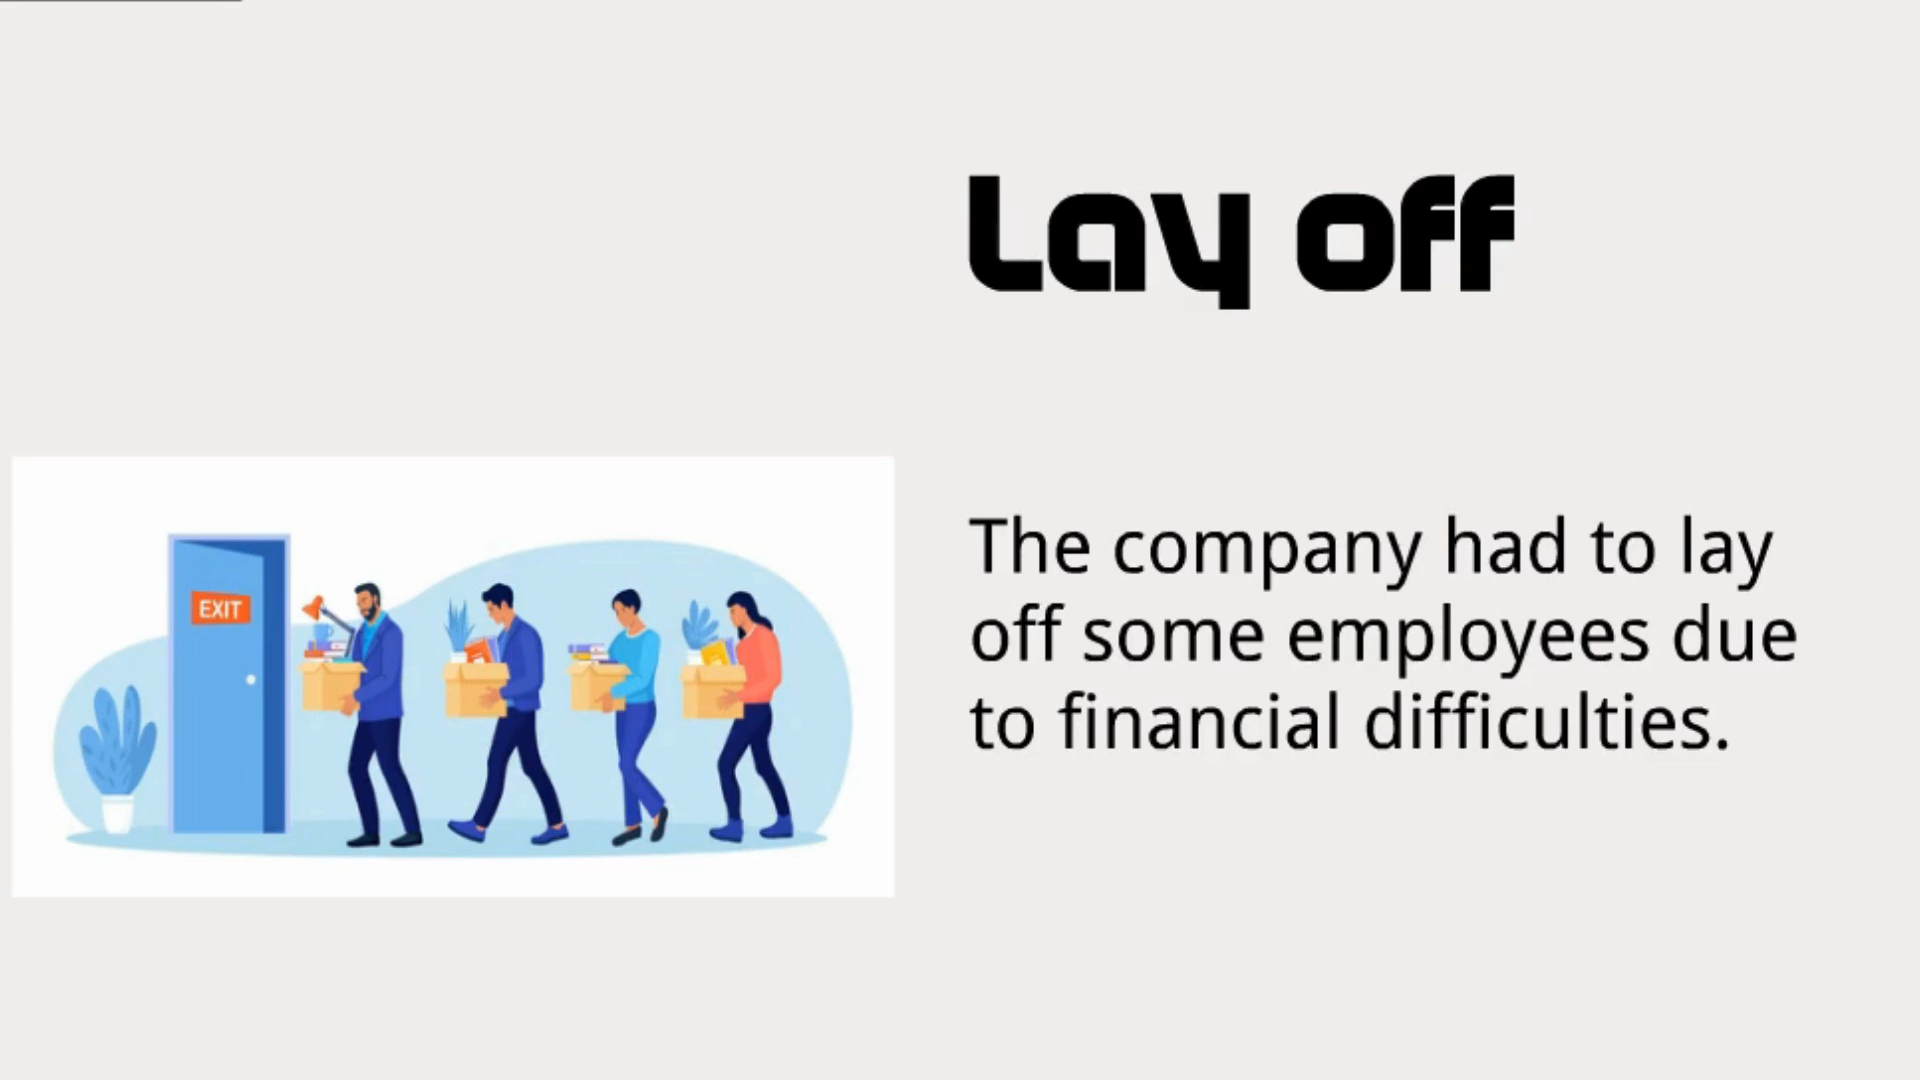 Lay off
EXIT
The company had to lay
off some employees due
to financial difficulties.